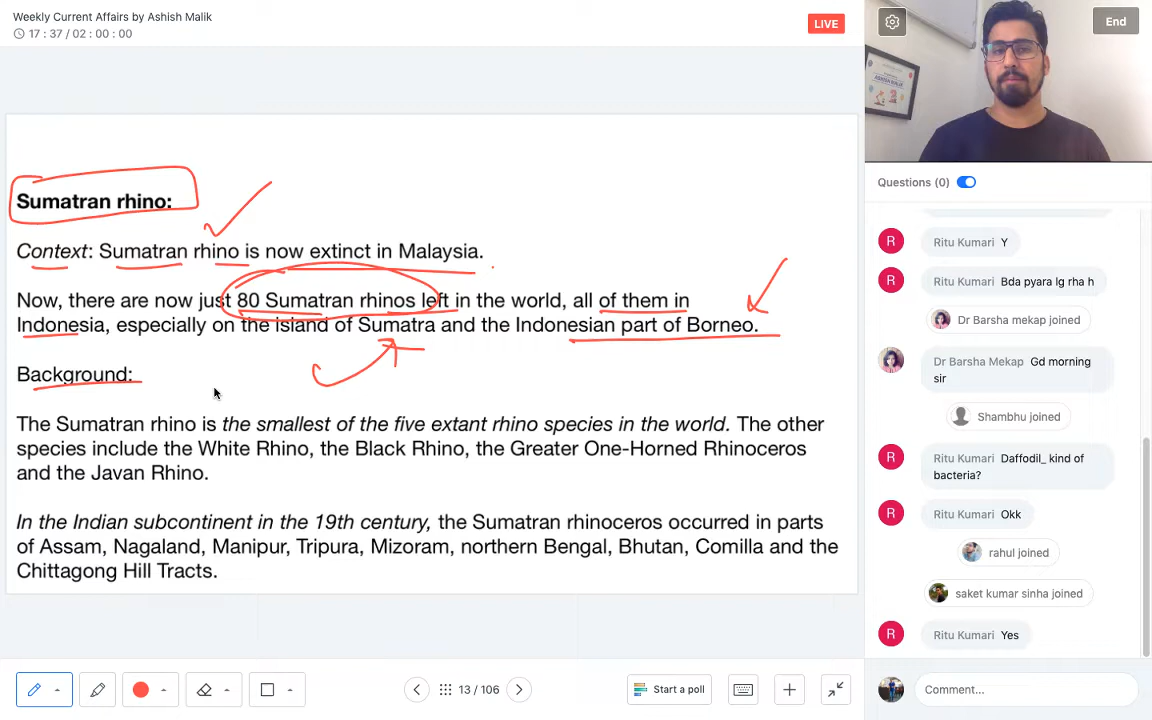 Weekly Current Affairs by Ashish Malik
17 : 37 / 02 : 00 : 00
LIVE
End
Sumatran rhino:
Context: Sumatran rhino is now extinct in Malaysia.
Now, there are now just 80 Sumatran rhinos left in the world, all of them in
Indonesia, especially on the island of Sumatra and the Indonesian part of Borneo.
Background:
The Sumatran rhino is the smallest of the five extant rhino species in the world. The other
species include the White Rhino, the Black Rhino, the Greater One-Horned Rhinoceros
and the Javan Rhino.
In the Indian subcontinent in the 19th century, the Sumatran rhinoceros occurred in parts
of Assam, Nagaland, Manipur, Tripura, Mizoram, northern Bengal, Bhutan, Comilla and the
Chittagong Hill Tracts.
13 / 106
Start a poll
Questions (0)
R Ritu Kumari Y
R Ritu Kumari Bda pyara lg rha h
Dr Barsha mekap joined
Dr Barsha Mekap Gd morning
sir
Shambhu joined
R Ritu Kumari Daffodil_ kind of
bacteria?
R Ritu Kumari Okk
rahul joined
saket kumar sinha joined
R Ritu Kumari Yes
Comment...